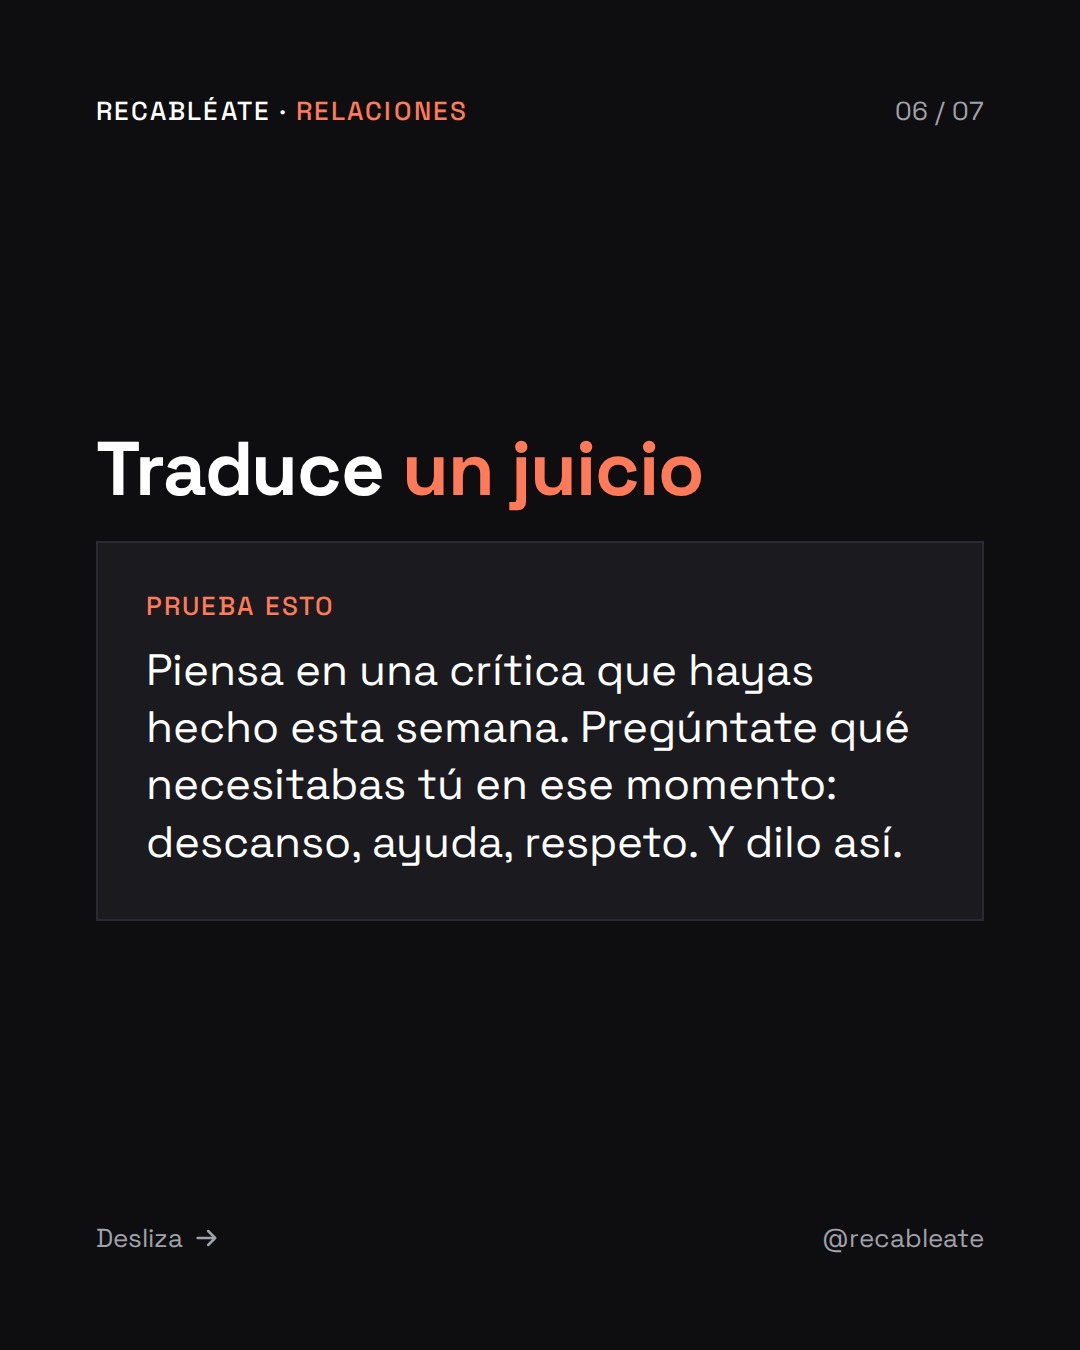 RECABLÉATE · RELACIONES
06 / 07
Traduce un juicio
PRUEBA ESTO
Piensa en una crítica que hayas
hecho esta semana. Pregúntate qué
necesitabas tú en ese momento:
descanso, ayuda, respeto. Y dilo así.
Desliza →
@recableate